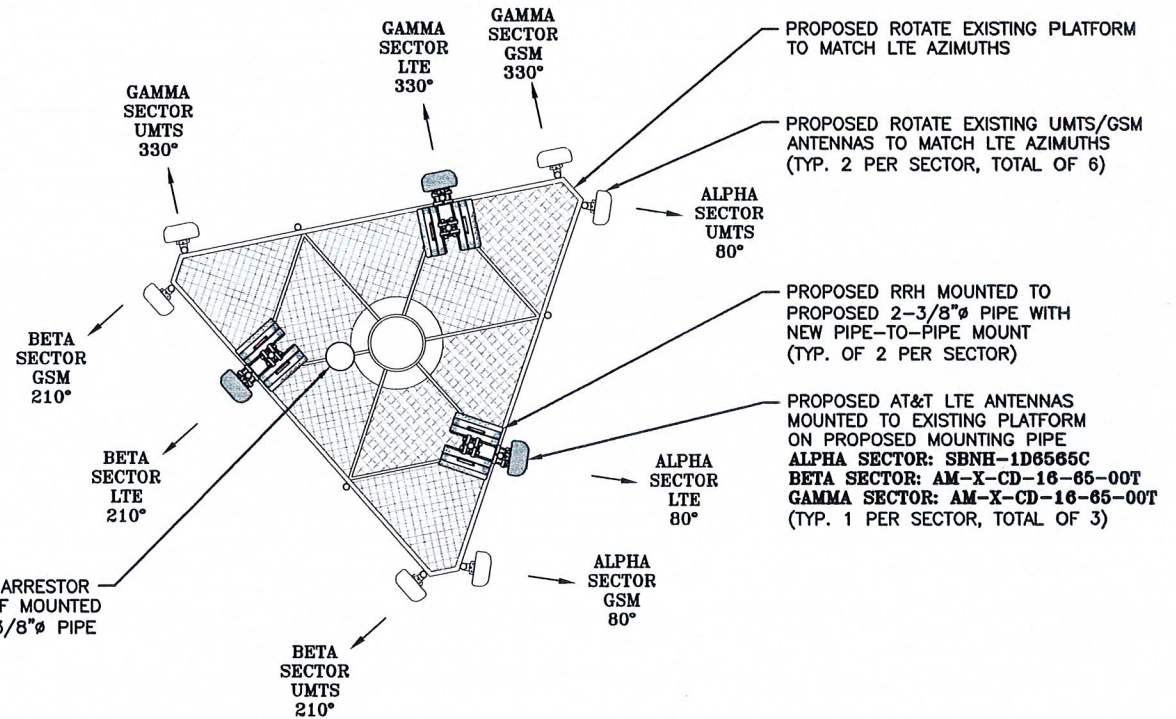 GAMMA
SECTOR
GSM
330°
GAMMA
SECTOR
LTE
330°
GAMMA
SECTOR
UMTS
330°
PROPOSED ROTATE EXISTING PLATFORM
TO MATCH LTE AZIMUTHS
PROPOSED ROTATE EXISTING UMTS/GSM
ANTENNAS TO MATCH LTE AZIMUTHS
(TYP. 2 PER SECTOR, TOTAL OF 6)
ALPHA
SECTOR
UMTS
80°
PROPOSED RRH MOUNTED TO
PROPOSED 2-3/8"ø PIPE WITH
NEW PIPE-TO-PIPE MOUNT
(TYP. OF 2 PER SECTOR)
BETA
SECTOR
GSM
210°
PROPOSED AT&T LTE ANTENNAS
MOUNTED TO EXISTING PLATFORM
ON PROPOSED MOUNTING PIPE
ALPHA SECTOR: SBNH-1D6565C
BETA SECTOR: AM-X-CD-16-65-00T
GAMMA SECTOR: AM-X-CD-16-65-00T
(TYP. 1 PER SECTOR, TOTAL OF 3)
BETA
SECTOR
LTE
210°
ALPHA
SECTOR
LTE
80°
ARRESTOR
MOUNTED
3/8"ø PIPE
ALPHA
SECTOR
GSM
80°
BETA
SECTOR
UMTS
210°